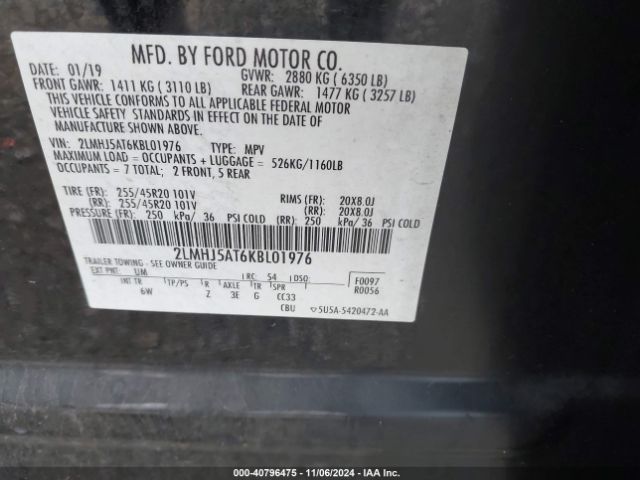 MFD. BY FORD MOTOR CO.
DATE: 01/19 GVWR: 2880 KG ( 6350 LB)
FRONT GAWR: 1411 KG ( 3110 LB) REAR GAWR: 1477 KG ( 3257 LB)
THIS VEHICLE CONFORMS TO ALL APPLICABLE FEDERAL MOTOR
VEHICLE SAFETY STANDARDS IN EFFECT ON THE DATE OF
MANUFACTURE SHOWN ABOVE.
VIN: 2LMHJ5AT6KBL01976 TYPE: MPV
MAXIMUM LOAD = OCCUPANTS + LUGGAGE = 526KG/1160LB
OCCUPANTS = 7 TOTAL; 2 FRONT, 5 REAR
TIRE (FR): 255/45R20 101V RIMS (FR): 20X8.0J
(RR): 255/45R20 101V (RR): 20X8.0J
PRESSURE (FR): 250 kPa/ 36 PSI COLD (RR): 250 kPa/ 36 PSI COLD
2LMHJ5AT6KBL01976
TRAILER TOWING - SEE OWNER GUIDE
EXT PNT: UM RC: 54 DSO: F0097
INT TR TP/PS R AXLE TR SPR R0056
6W Z 3E G CC33
CBU 5U5A-5420472-AA
000-40796475 - 11/06/2024 - IAA Inc.